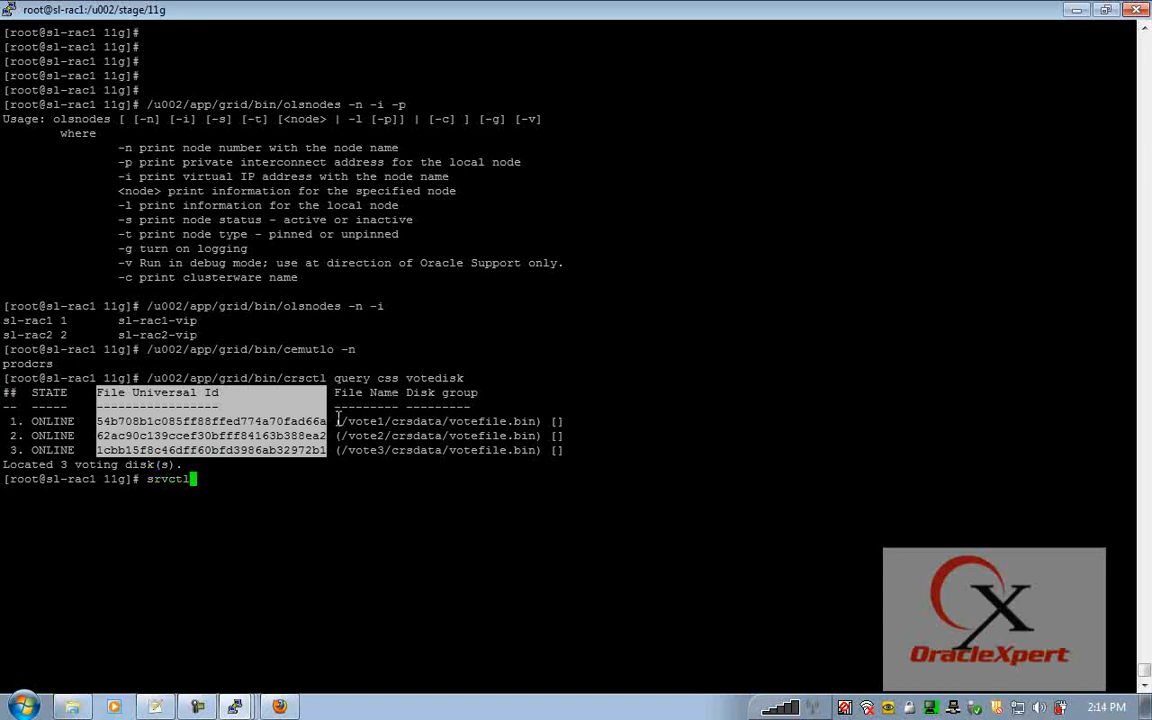 root@sl-rac1:/u002/stage/11g
[root@sl-rac1 11g]#
[root@sl-rac1 11g]#
[root@sl-rac1 11g]#
[root@sl-rac1 11g]#
[root@sl-rac1 11g]#
[root@sl-rac1 11g]# /u002/app/grid/bin/olsnodes -n -i -p
Usage: olsnodes [ [-n] [-i] [-s] [-t] [<node> | -l [-p]] | [-c] ] [-g] [-v]
where
-n print node number with the node name
-p print private interconnect address for the local node
-i print virtual IP address with the node name
<node> print information for the specified node
-l print information for the local node
-s print node status - active or inactive
-t print node type - pinned or unpinned
-g turn on logging
-v Run in debug mode; use at direction of Oracle Support only.
-c print clusterware name
[root@sl-rac1 11g]# /u002/app/grid/bin/olsnodes -n -i
sl-rac1 1 sl-rac1-vip
sl-rac2 2 sl-rac2-vip
[root@sl-rac1 11g]# /u002/app/grid/bin/cemutlo -n
prodcrs
[root@sl-rac1 11g]# /u002/app/grid/bin/crsctl query css votedisk
## STATE File Universal Id File Name Disk group
-- ----- ----------------- --------- ---------
1. ONLINE 54b708b1c085ff88ffed774a70fad66a (/vote1/crsdata/votefile.bin) []
2. ONLINE 62ac90c139ccef30bfff84163b388ea2 (/vote2/crsdata/votefile.bin) []
3. ONLINE 1cbb15f8c46dff60bfd3986ab32972b1 (/vote3/crsdata/votefile.bin) []
Located 3 voting disk(s).
[root@sl-rac1 11g]# srvctl
OX
OracleXpert
2:14 PM